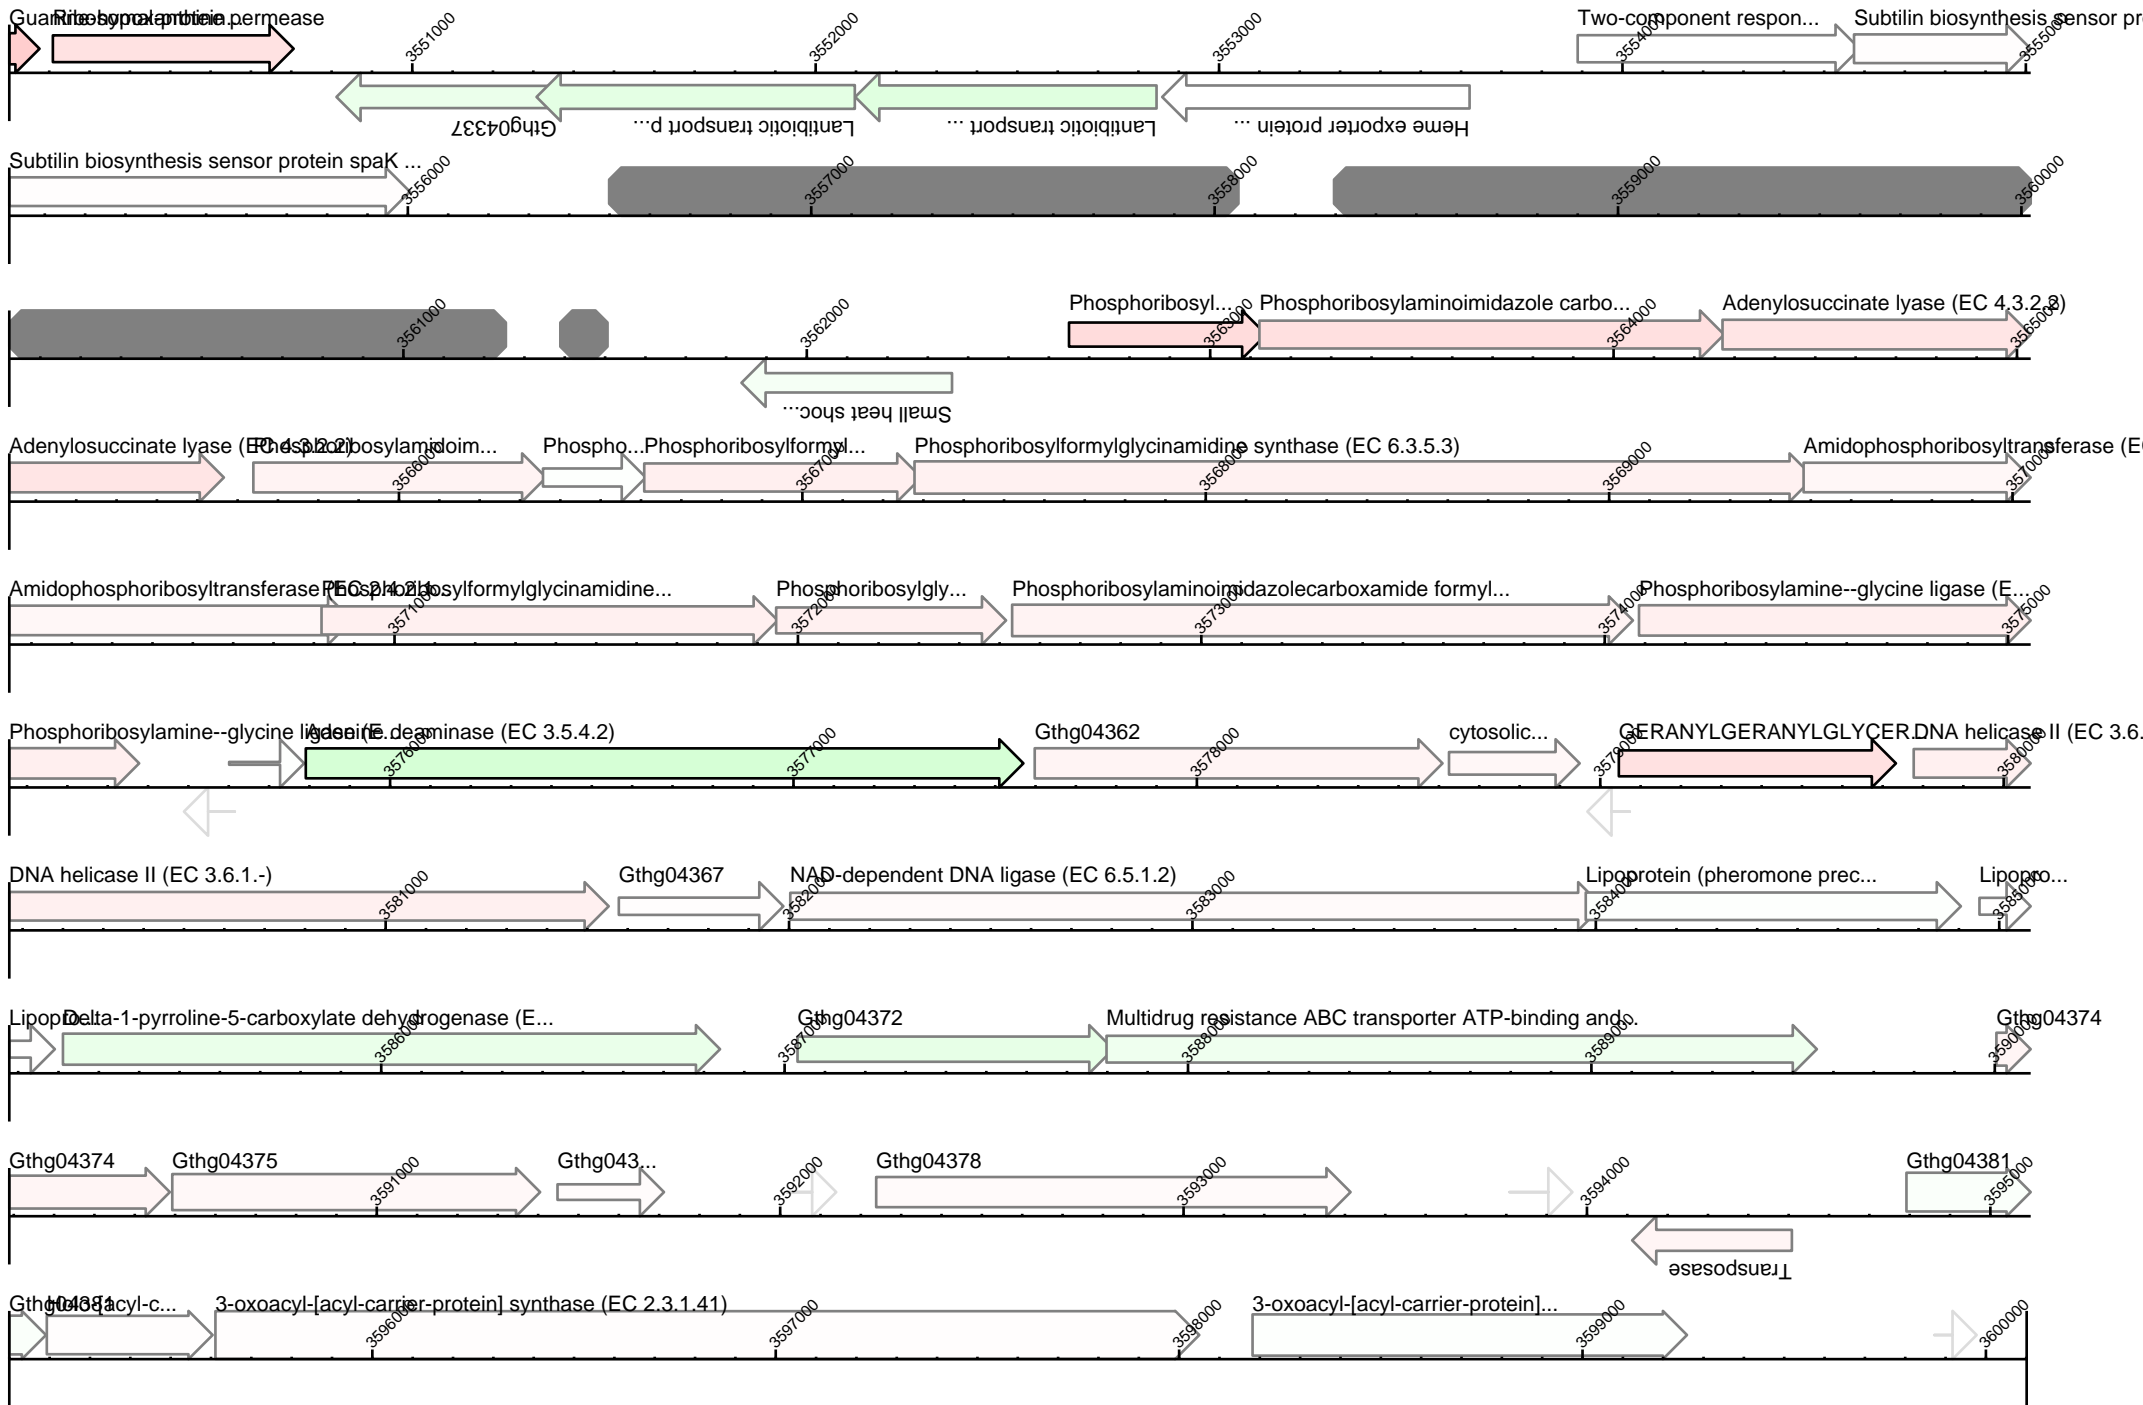 Guanine-hypoxanthine permease
Ribosomal-protein...
Two-component respon...
Subtilin biosynthesis sensor pr
3551000
3552000
3553000
3554000
3555000
Gthg04337
Lantibiotic transport p...
Lantibiotic transport ...
Heme exporter protein ...
Subtilin biosynthesis sensor protein spaK ...
3556000
3557000
3558000
3559000
3560000
Phosphoribosyl...
Phosphoribosylaminoimidazole carbo...
Adenylosuccinate lyase (EC 4.3.2.2)
3561000
3562000
3563000
3564000
3565000
Small heat shoc...
Adenylosuccinate lyase (EC 4.3.2.2)
Phosphoribosylamidoim...
Phospho...
Phosphoribosylformyl...
Phosphoribosylformylglycinamidine synthase (EC 6.3.5.3)
Amidophosphoribosyltransferase (EC
3566000
3567000
3568000
3569000
3570000
Amidophosphoribosyltransferase (EC 2.4.2.1...
Phosphoribosylformylglycinamidine...
Phosphoribosylgly...
Phosphoribosylaminoimidazolecarboxamide formyl...
Phosphoribosylamine--glycine ligase (E...
3571000
3572000
3573000
3574000
3575000
Phosphoribosylamine--glycine ligase (E...
Adenine deaminase (EC 3.5.4.2)
Gthg04362
cytosolic...
GERANYLGERANYLGLYCER...
DNA helicase II (EC 3.6.
3576000
3577000
3578000
3579000
3580000
DNA helicase II (EC 3.6.1.-)
Gthg04367
NAD-dependent DNA ligase (EC 6.5.1.2)
Lipoprotein (pheromone prec...
Lipopro...
3581000
3582000
3583000
3584000
3585000
Lipopro...
Delta-1-pyrroline-5-carboxylate dehydrogenase (E...
Gthg04372
Multidrug resistance ABC transporter ATP-binding and...
Gthg04374
3586000
3587000
3588000
3589000
3590000
Gthg04374
Gthg04375
Gthg043...
Gthg04378
Gthg04381
3591000
3592000
3593000
3594000
3595000
Transposase
Gthg04381
Holo-[acyl-c...
3-oxoacyl-[acyl-carrier-protein] synthase (EC 2.3.1.41)
3-oxoacyl-[acyl-carrier-protein]...
3596000
3597000
3598000
3599000
3600000